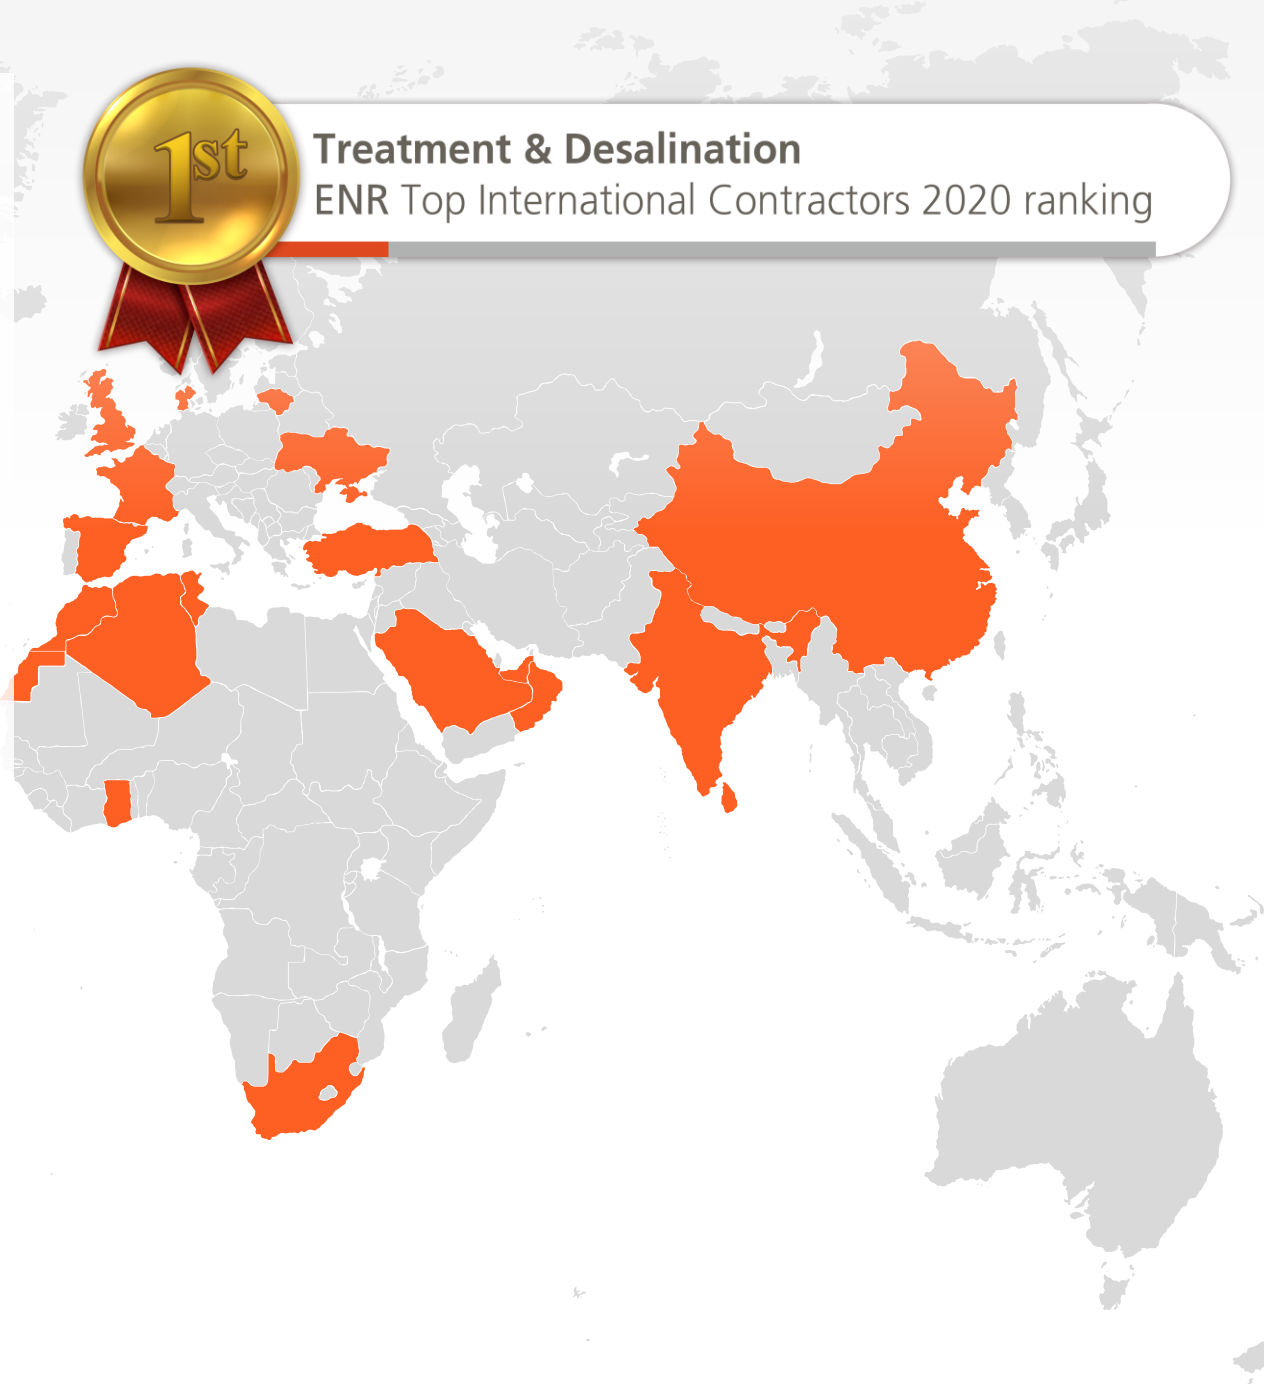 1st
Treatment & Desalination
ENR Top International Contractors 2020 ranking